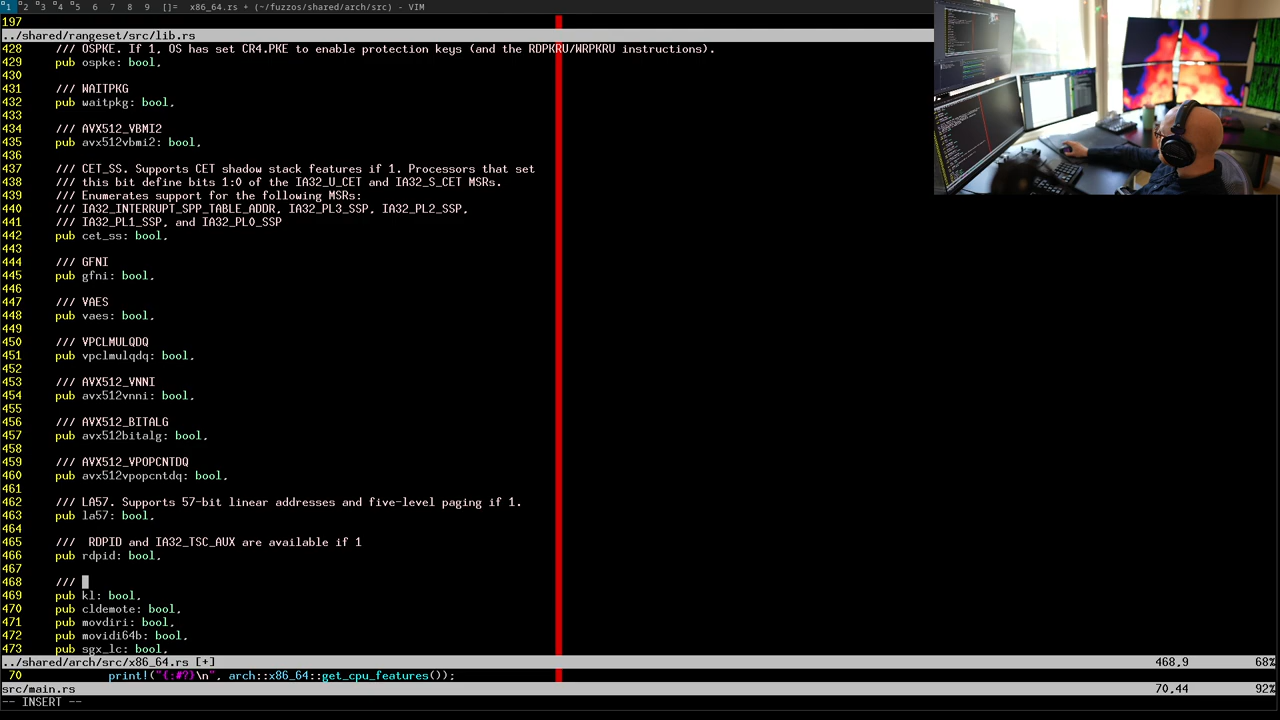 1 2 3 4 5 6 7 8 9 []= x86_64.rs + (~/fuzzos/shared/arch/src) - VIM
197
../shared/rangeset/src/lib.rs
428 /// OSPKE. If 1, OS has set CR4.PKE to enable protection keys (and the RDPKRU/WRPKRU instructions).
429 pub ospke: bool,
430
431 /// WAITPKG
432 pub waitpkg: bool,
433
434 /// AVX512_VBMI2
435 pub avx512vbmi2: bool,
436
437 /// CET_SS. Supports CET shadow stack features if 1. Processors that set
438 /// this bit define bits 1:0 of the IA32_U_CET and IA32_S_CET MSRs.
439 /// Enumerates support for the following MSRs:
440 /// IA32_INTERRUPT_SPP_TABLE_ADDR, IA32_PL3_SSP, IA32_PL2_SSP,
441 /// IA32_PL1_SSP, and IA32_PL0_SSP
442 pub cet_ss: bool,
443
444 /// GFNI
445 pub gfni: bool,
446
447 /// VAES
448 pub vaes: bool,
449
450 /// VPCLMULQDQ
451 pub vpclmulqdq: bool,
452
453 /// AVX512_VNNI
454 pub avx512vnni: bool,
455
456 /// AVX512_BITALG
457 pub avx512bitalg: bool,
458
459 /// AVX512_VPOPCNTDQ
460 pub avx512vpopcntdq: bool,
461
462 /// LA57. Supports 57-bit linear addresses and five-level paging if 1.
463 pub la57: bool,
464
465 ///  RDPID and IA32_TSC_AUX are available if 1
466 pub rdpid: bool,
467
468 ///
469 pub kl: bool,
470 pub cldemote: bool,
471 pub movdiri: bool,
472 pub movidi64b: bool,
473 pub sgx_lc: bool,
../shared/arch/src/x86_64.rs [+] 468,9 68%
70 print!("{:#?}\n", arch::x86_64::get_cpu_features());
src/main.rs 70,44 92%
-- INSERT --